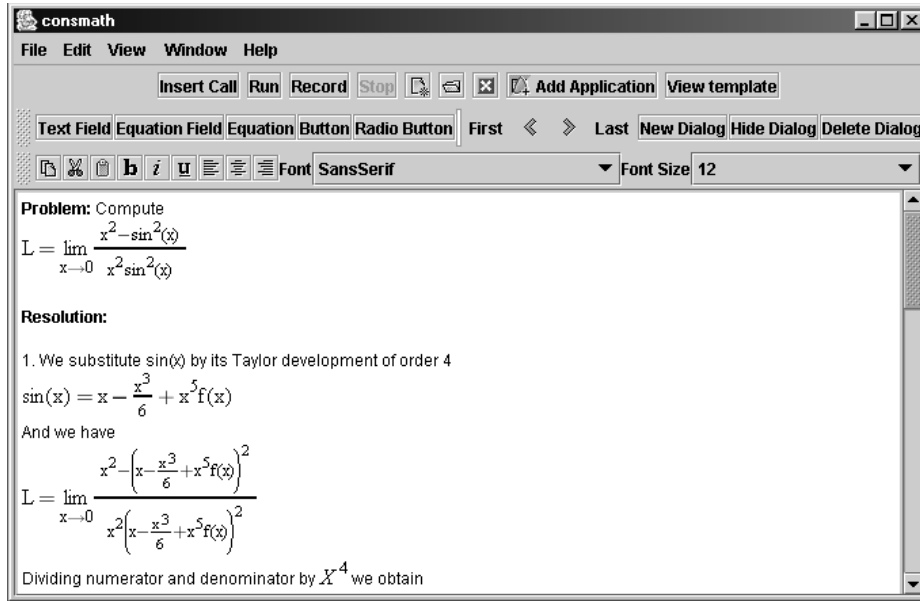 consmath
File Edit View Window Help
Insert Call Run Record Stop Add Application View template
Text Field Equation Field Equation Button Radio Button First Last New Dialog Hide Dialog Delete Dialog
b i u Font SansSerif Font Size 12
Problem: Compute
L = lim x→0 (x²−sin²(x))/(x²sin²(x))
Resolution:
1. We substitute sin(x) by its Taylor development of order 4
sin(x) = x − x³/6 + x⁵f(x)
And we have
L = lim x→0 (x²−(x−x³/6+x⁵f(x))²)/(x²(x−x³/6+x⁵f(x))²)
Dividing numerator and denominator by X⁴ we obtain